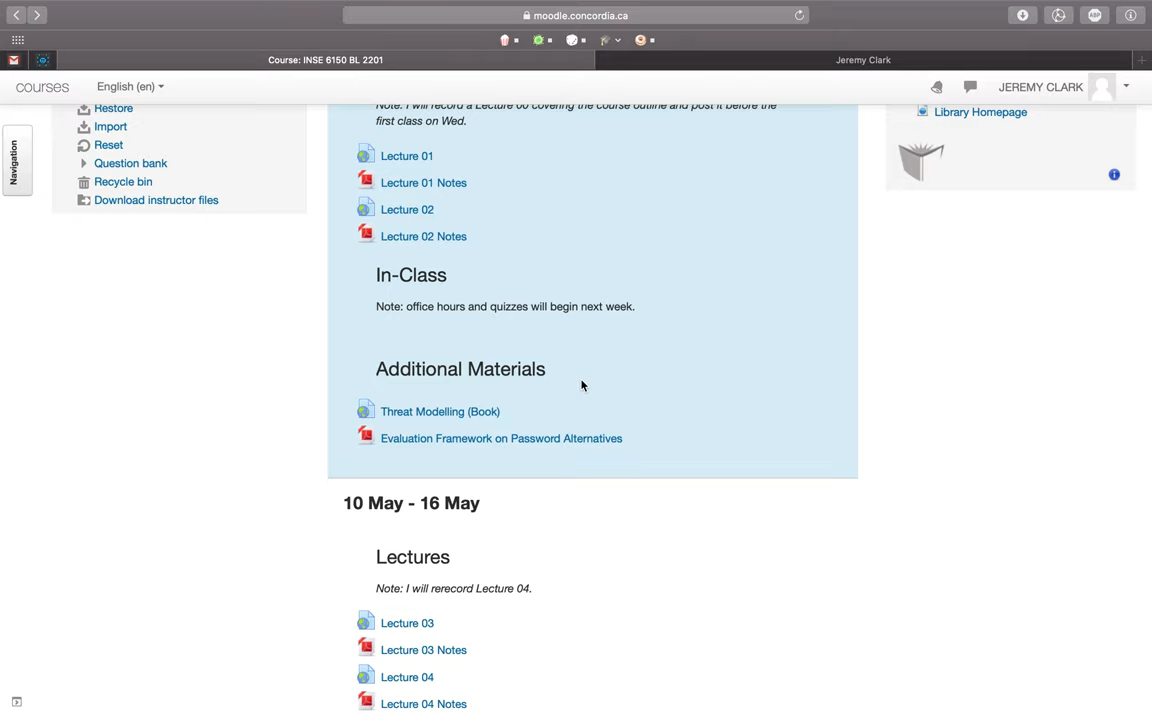 moodle.concordia.ca
ABP
Course: INSE 6150 BL 2201
Jeremy Clark
courses
English (en)
JEREMY CLARK
Navigation
Restore
Import
Reset
Question bank
Recycle bin
Download instructor files
Note: I will record a Lecture 00 covering the course outline and post it before the
first class on Wed.
Lecture 01
Lecture 01 Notes
Lecture 02
Lecture 02 Notes
In-Class
Note: office hours and quizzes will begin next week.
Additional Materials
Threat Modelling (Book)
Evaluation Framework on Password Alternatives
10 May - 16 May
Lectures
Note: I will rerecord Lecture 04.
Lecture 03
Lecture 03 Notes
Lecture 04
Lecture 04 Notes
Library Homepage